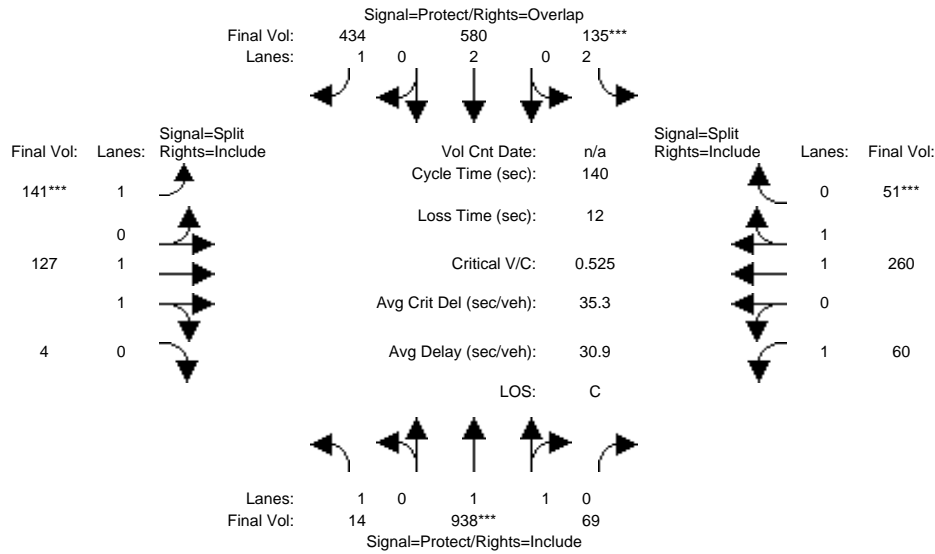 Signal=Protect/Rights=Overlap
Final Vol: 434 580 135***
Lanes: 1 0 2 0 2
Signal=Split
Final Vol: Lanes: Rights=Include
Vol Cnt Date: n/a
Signal=Split
Rights=Include Lanes: Final Vol:
Cycle Time (sec): 140
141*** 1
0 51***
Loss Time (sec): 12
0
1
127 1
Critical V/C: 0.525
1 260
1
Avg Crit Del (sec/veh): 35.3
0
4 0
Avg Delay (sec/veh): 30.9
1 60
LOS: C
Lanes: 1 0 1 1 0
Final Vol: 14 938*** 69
Signal=Protect/Rights=Include